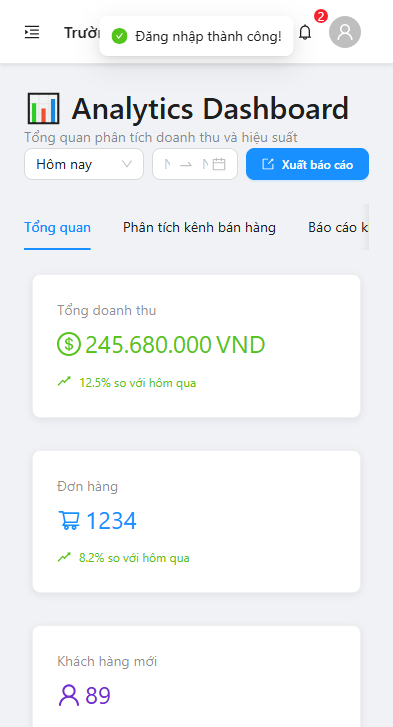 Đăng nhập thành công!
2
Analytics Dashboard
Tổng quan phân tích doanh thu và hiệu suất
Hôm nay
Xuất báo cáo
Tổng quan
Phân tích kênh bán hàng
Báo cáo k
Tổng doanh thu
245.680.000 VND
12.5% so với hôm qua
Đơn hàng
1234
8.2% so với hôm qua
Khách hàng mới
89